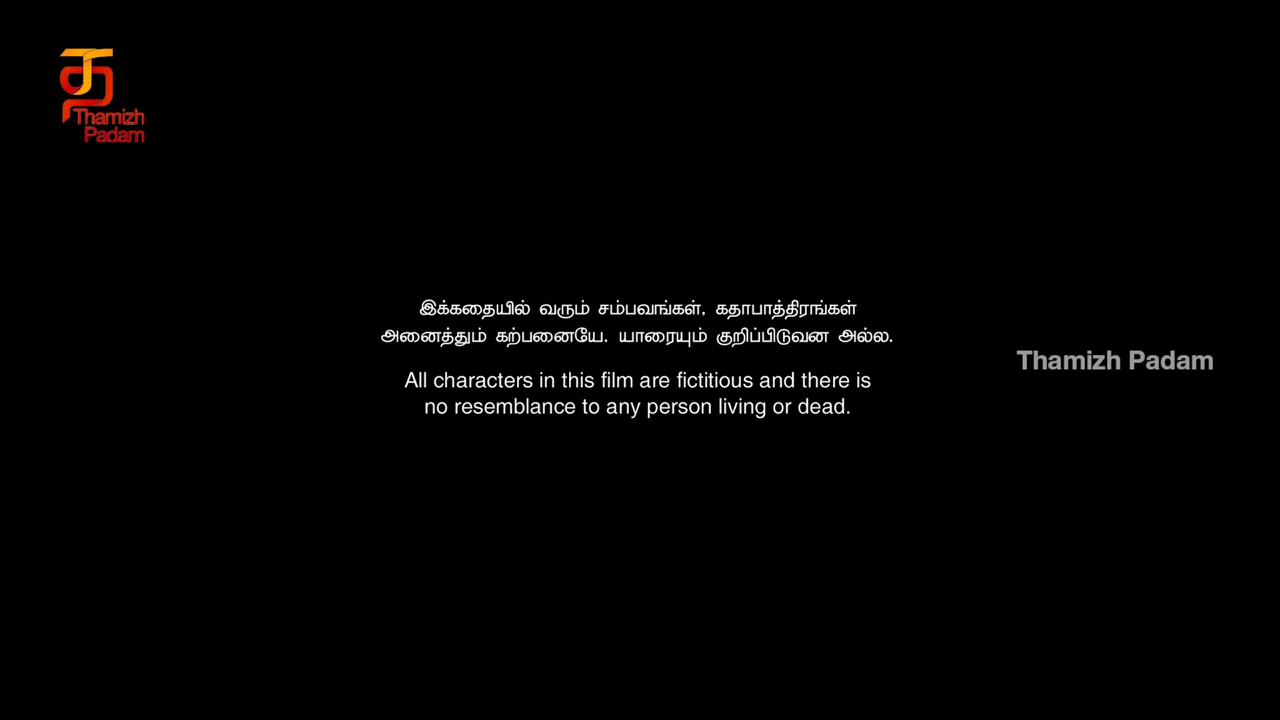 த
Thamizh
Padam
இக்கதையில் வரும் சம்பவங்கள், கதாபாத்திரங்கள்
அனைத்தும் கற்பனையே. யாரையும் குறிப்பிடுவன அல்ல.
All characters in this film are fictitious and there is
no resemblance to any person living or dead.
Thamizh Padam